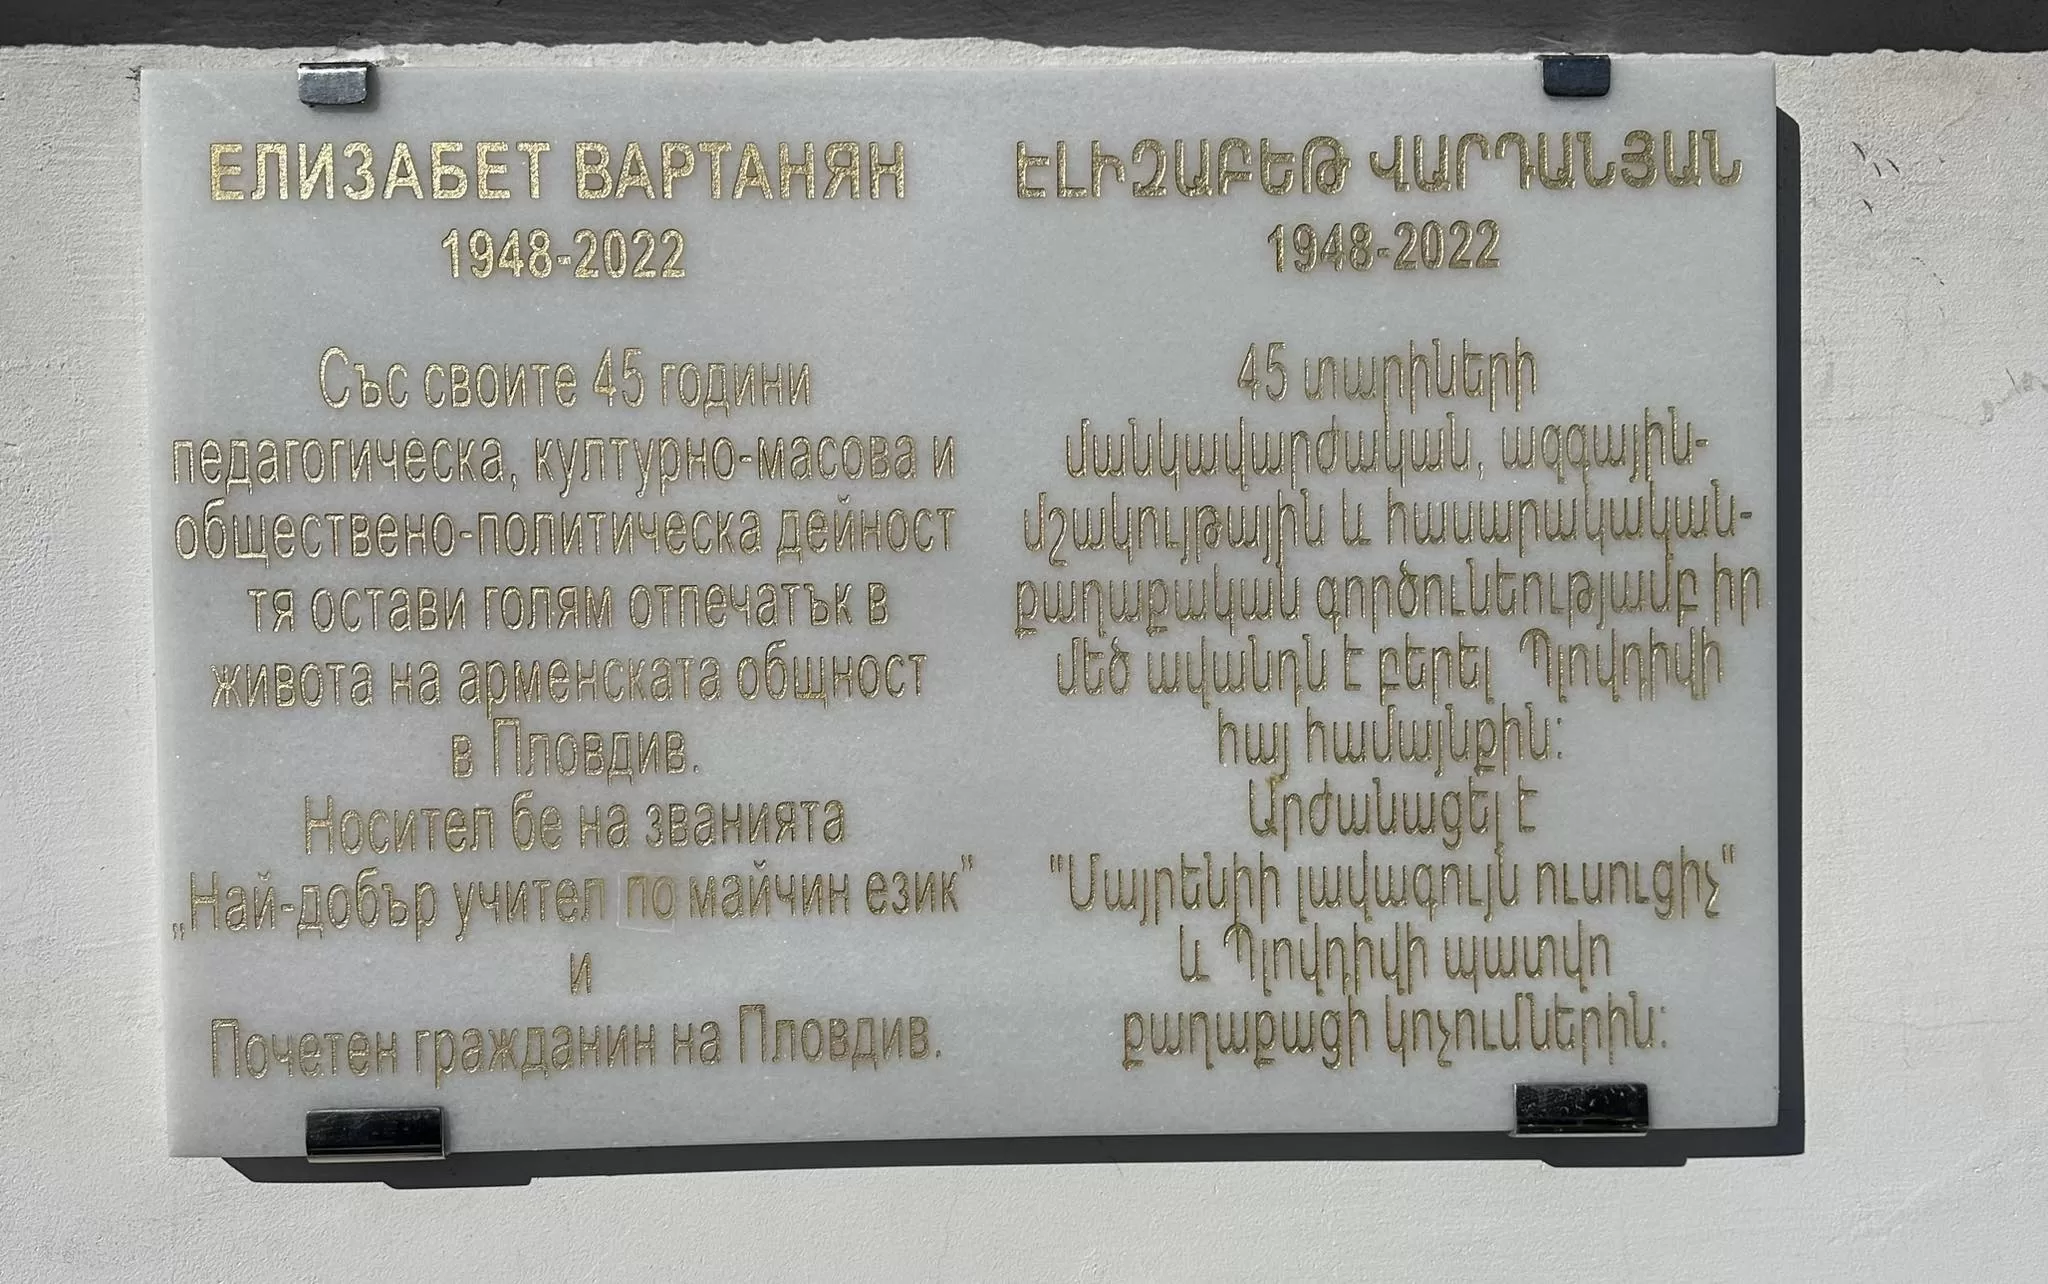 ЕЛИЗАБЕТ ВАРТАНЯН
1948-2022
Със своите 45 години
педагогическа, културно-масова и
обществено-политическа дейност
тя остави голям отпечатък в
живота на арменската общност
в Пловдив.
Носител бе на званията
„Най-добър учител по майчин език”
и
Почетен гражданин на Пловдив.
ԷԼԻԶԱԲԵԹ ՎԱՐԴԱՆՅԱՆ
1948-2022
45 տարիների
մանկավարժական, ազգային-
մշակութային և հասարակական-
քաղաքական գործունեությամբ իր
մեծ ավանդն է բերել Պլովդիվի
հայ համայնքին:
Արժանացել է
"Մայրենիի լավագույն ուսուցիչ"
և Պլովդիվի պատվո
քաղաքացի կոչումներին: